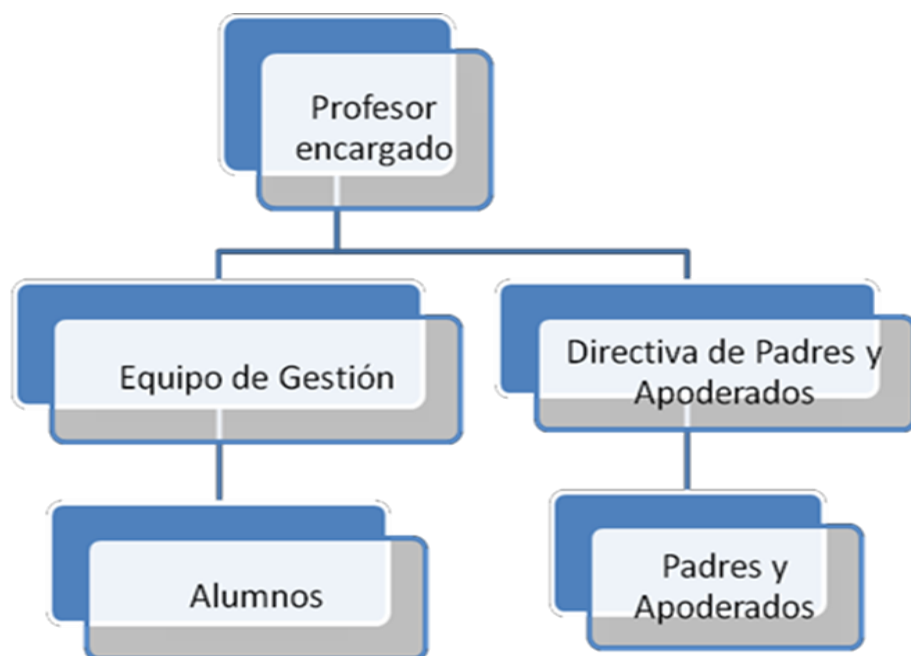 Profesor
encargado
Equipo de Gestión
Directiva de Padres y
Apoderados
Alumnos
Padres y
Apoderados